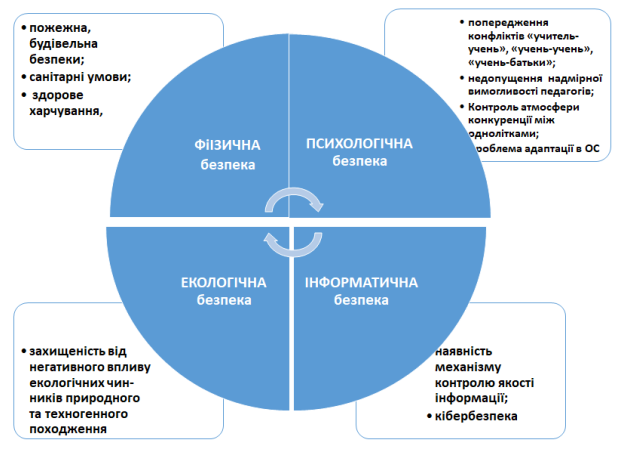 • пожежна,
будівельна
безпеки;
• санітарні умови;
• здорове
харчування,
• попередження
конфліктів «учитель-
учень», «учень-учень»,
«учень-батьки»;
• недопущення надмірної
вимогливості педагогів;
• Контроль атмосфери
конкуренції між
однолітками;
роблема адаптації в ОС
ФіІЗИЧНА
безпека
ПСИХОЛОГІЧНА
безпека
ЕКОЛОГІЧНА
безпека
ІНФОРМАТИЧНА
безпека
• захищеність від
негативного впливу
екологічних чин-
ників природного
та техногенного
походження
наявність
механізму
контролю якості
інформації;
• кібербезпека